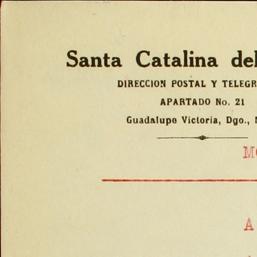 Santa Catalina del
DIRECCION POSTAL Y TELEGR
APARTADO No. 21
Guadalupe Victoria, Dgo.,
M
A